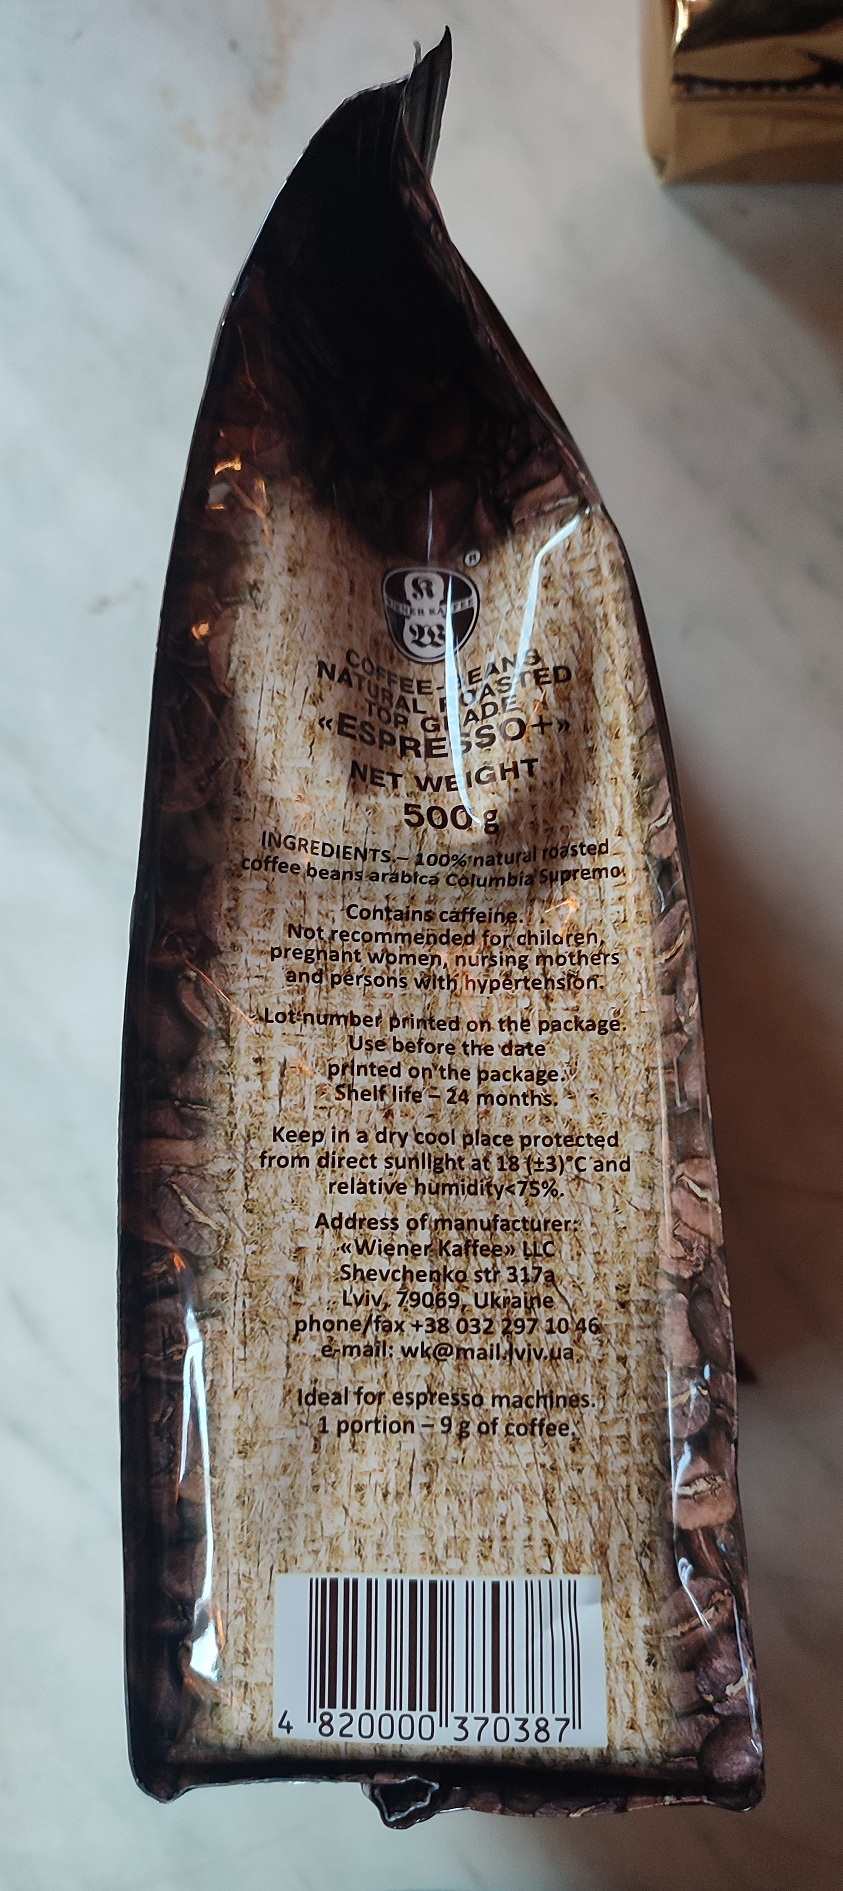 ®
K
WIENER KAFFEE
W
COFFEE-BEANS
NATURAL ROASTED
TOP GRADE
«ESPRESSO+»
NET WEIGHT
500 g
INGREDIENTS – 100% natural roasted
coffee beans arabica Columbia Supremo.
Contains caffeine.
Not recommended for children,
pregnant women, nursing mothers
and persons with hypertension.
Lot number printed on the package.
Use before the date
printed on the package.
Shelf life – 24 months.
Keep in a dry cool place protected
from direct sunlight at 18 (±3)°C and
relative humidity<75%.
Address of manufacturer:
«Wiener Kaffee» LLC
Shevchenko str 317a
Lviv, 79069, Ukraine
phone/fax +38 032 297 10 46
e-mail: wk@mail.lviv.ua
Ideal for espresso machines.
1 portion – 9 g of coffee.
4 820000 370387